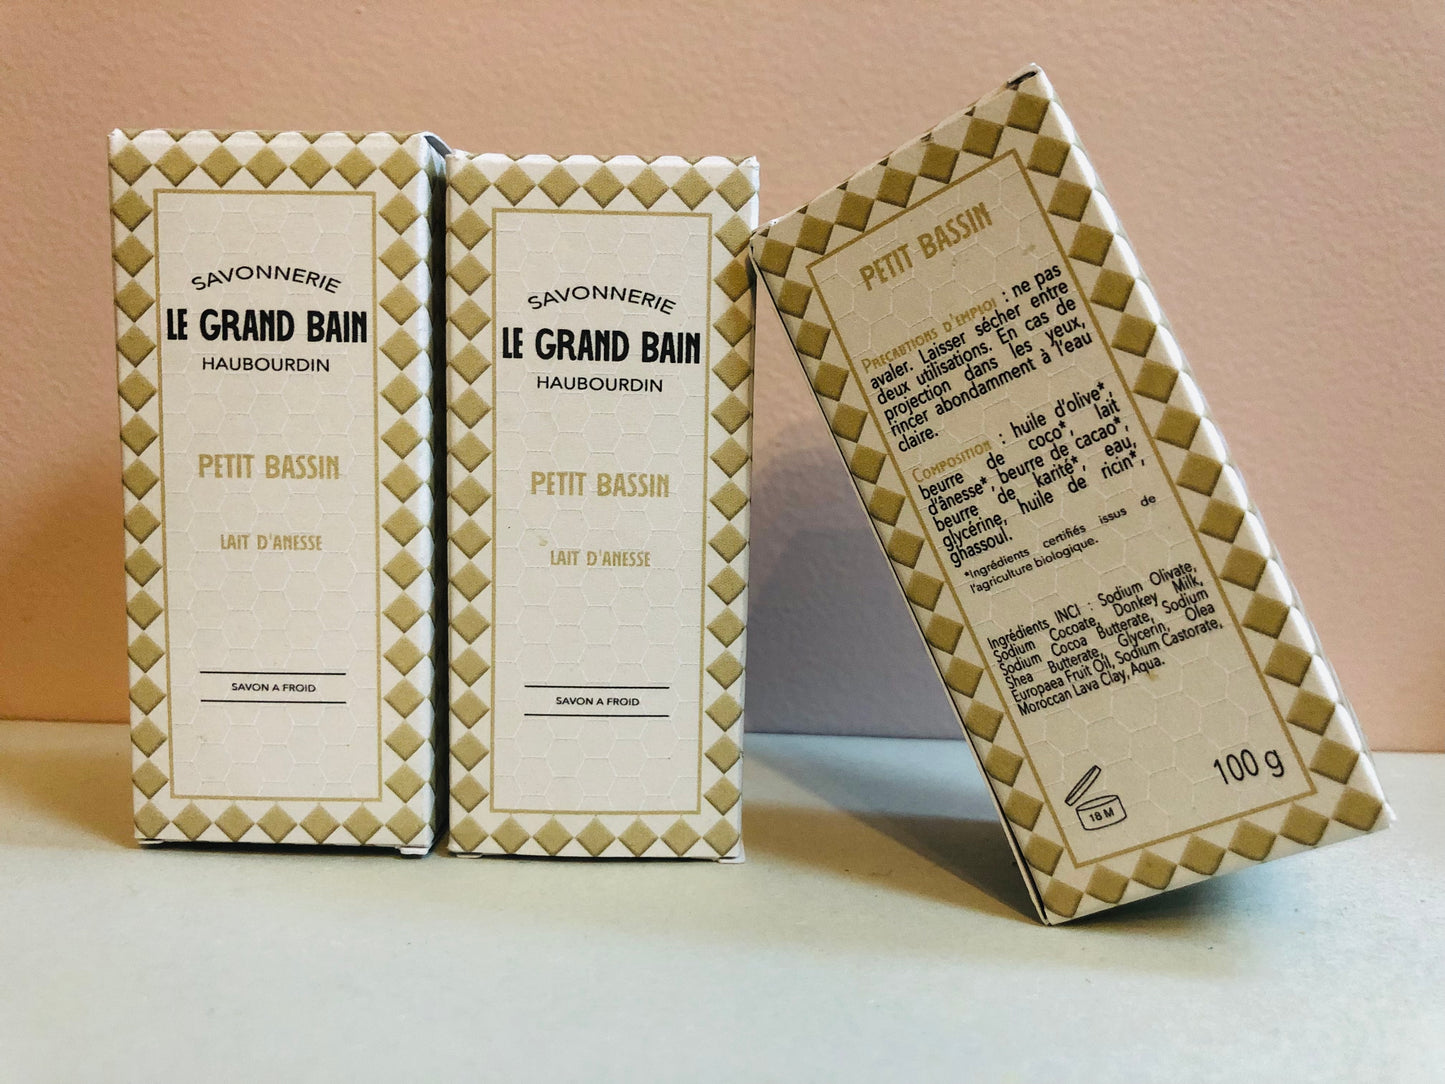 SAVONNERIE
LE GRAND BAIN
HAUBOURDIN
PETIT BASSIN
LAIT D'ANESSE
SAVON A FROID
SAVONNERIE
LE GRAND BAIN
HAUBOURDIN
PETIT BASSIN
LAIT D'ANESSE
SAVON A FROID
PETIT BASSIN
PRECAUTIONS D'EMPLOI : ne pas
avaler. Laisser sécher entre
deux utilisations. En cas de
projection dans les yeux,
rincer abondamment à l'eau
claire.
COMPOSITION : huile d'olive*,
beurre de coco*, lait
d'ânesse*, beurre de cacao*,
beurre de karité*, eau,
glycérine, huile de ricin*,
ghassoul.
*Ingrédients certifiés issus de
l'agriculture biologique.
Ingrédients INCI : Sodium Olivate,
Sodium Cocoate, Donkey Milk,
Sodium Cocoa Butterate, Sodium
Shea Butterate, Glycerin, Olea
Europaea Fruit Oil, Sodium Castorate,
Moroccan Lava Clay, Aqua.
18 M
100 g